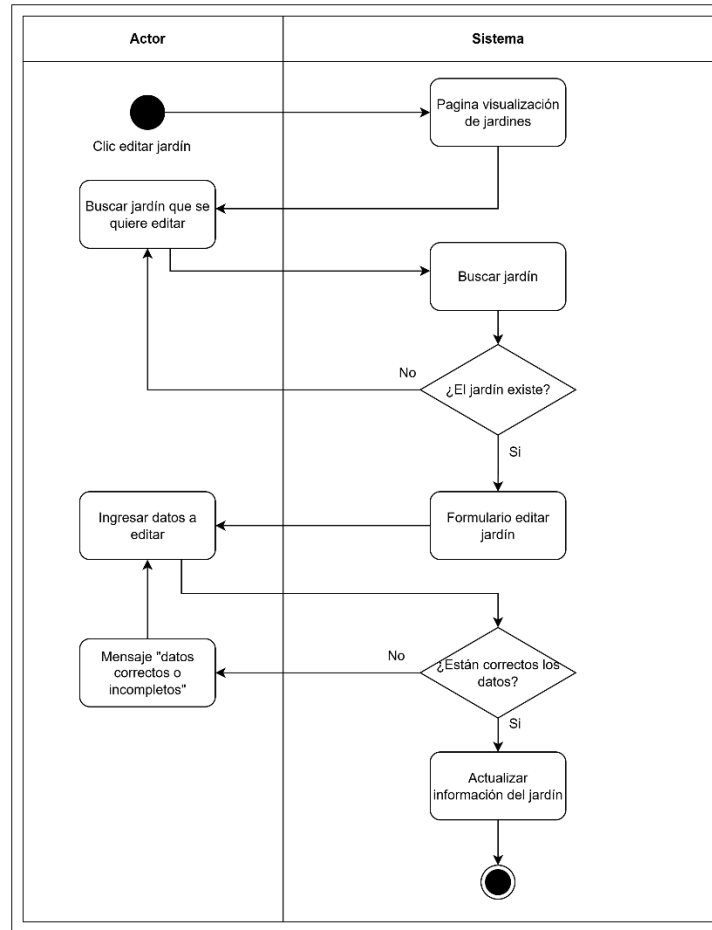 Actor
Sistema
Pagina visualización
de jardines
Clic editar jardín
Buscar jardín que se
quiere editar
Buscar jardín
No
¿El jardín existe?
Si
Ingresar datos a
editar
Formulario editar
jardín
Mensaje "datos
correctos o
incompletos"
No
¿Están correctos los
datos?
Si
Actualizar
información del jardín